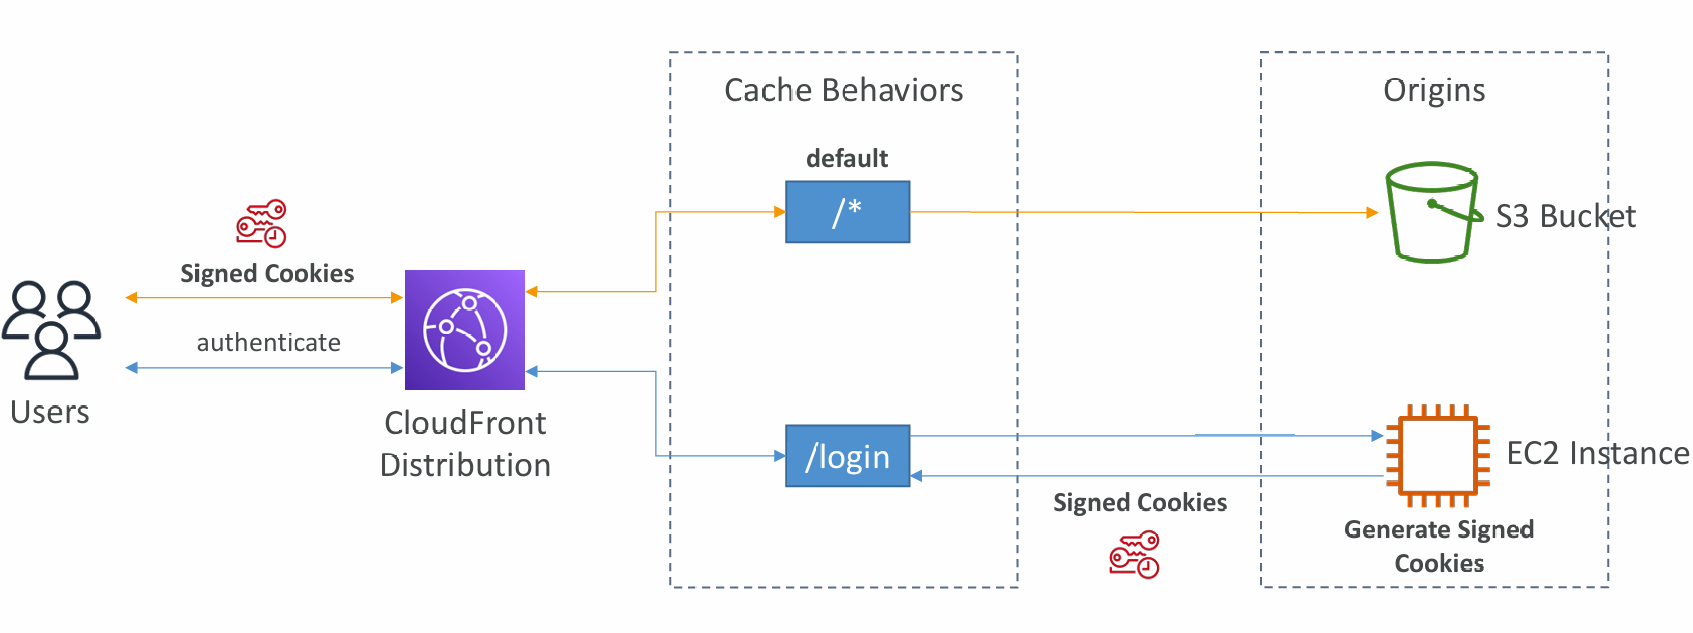 Cache Behaviors
Origins
default
/*
S3 Bucket
Signed Cookies
authenticate
Users
CloudFront
Distribution
/login
EC2 Instance
Signed Cookies
Generate Signed
Cookies